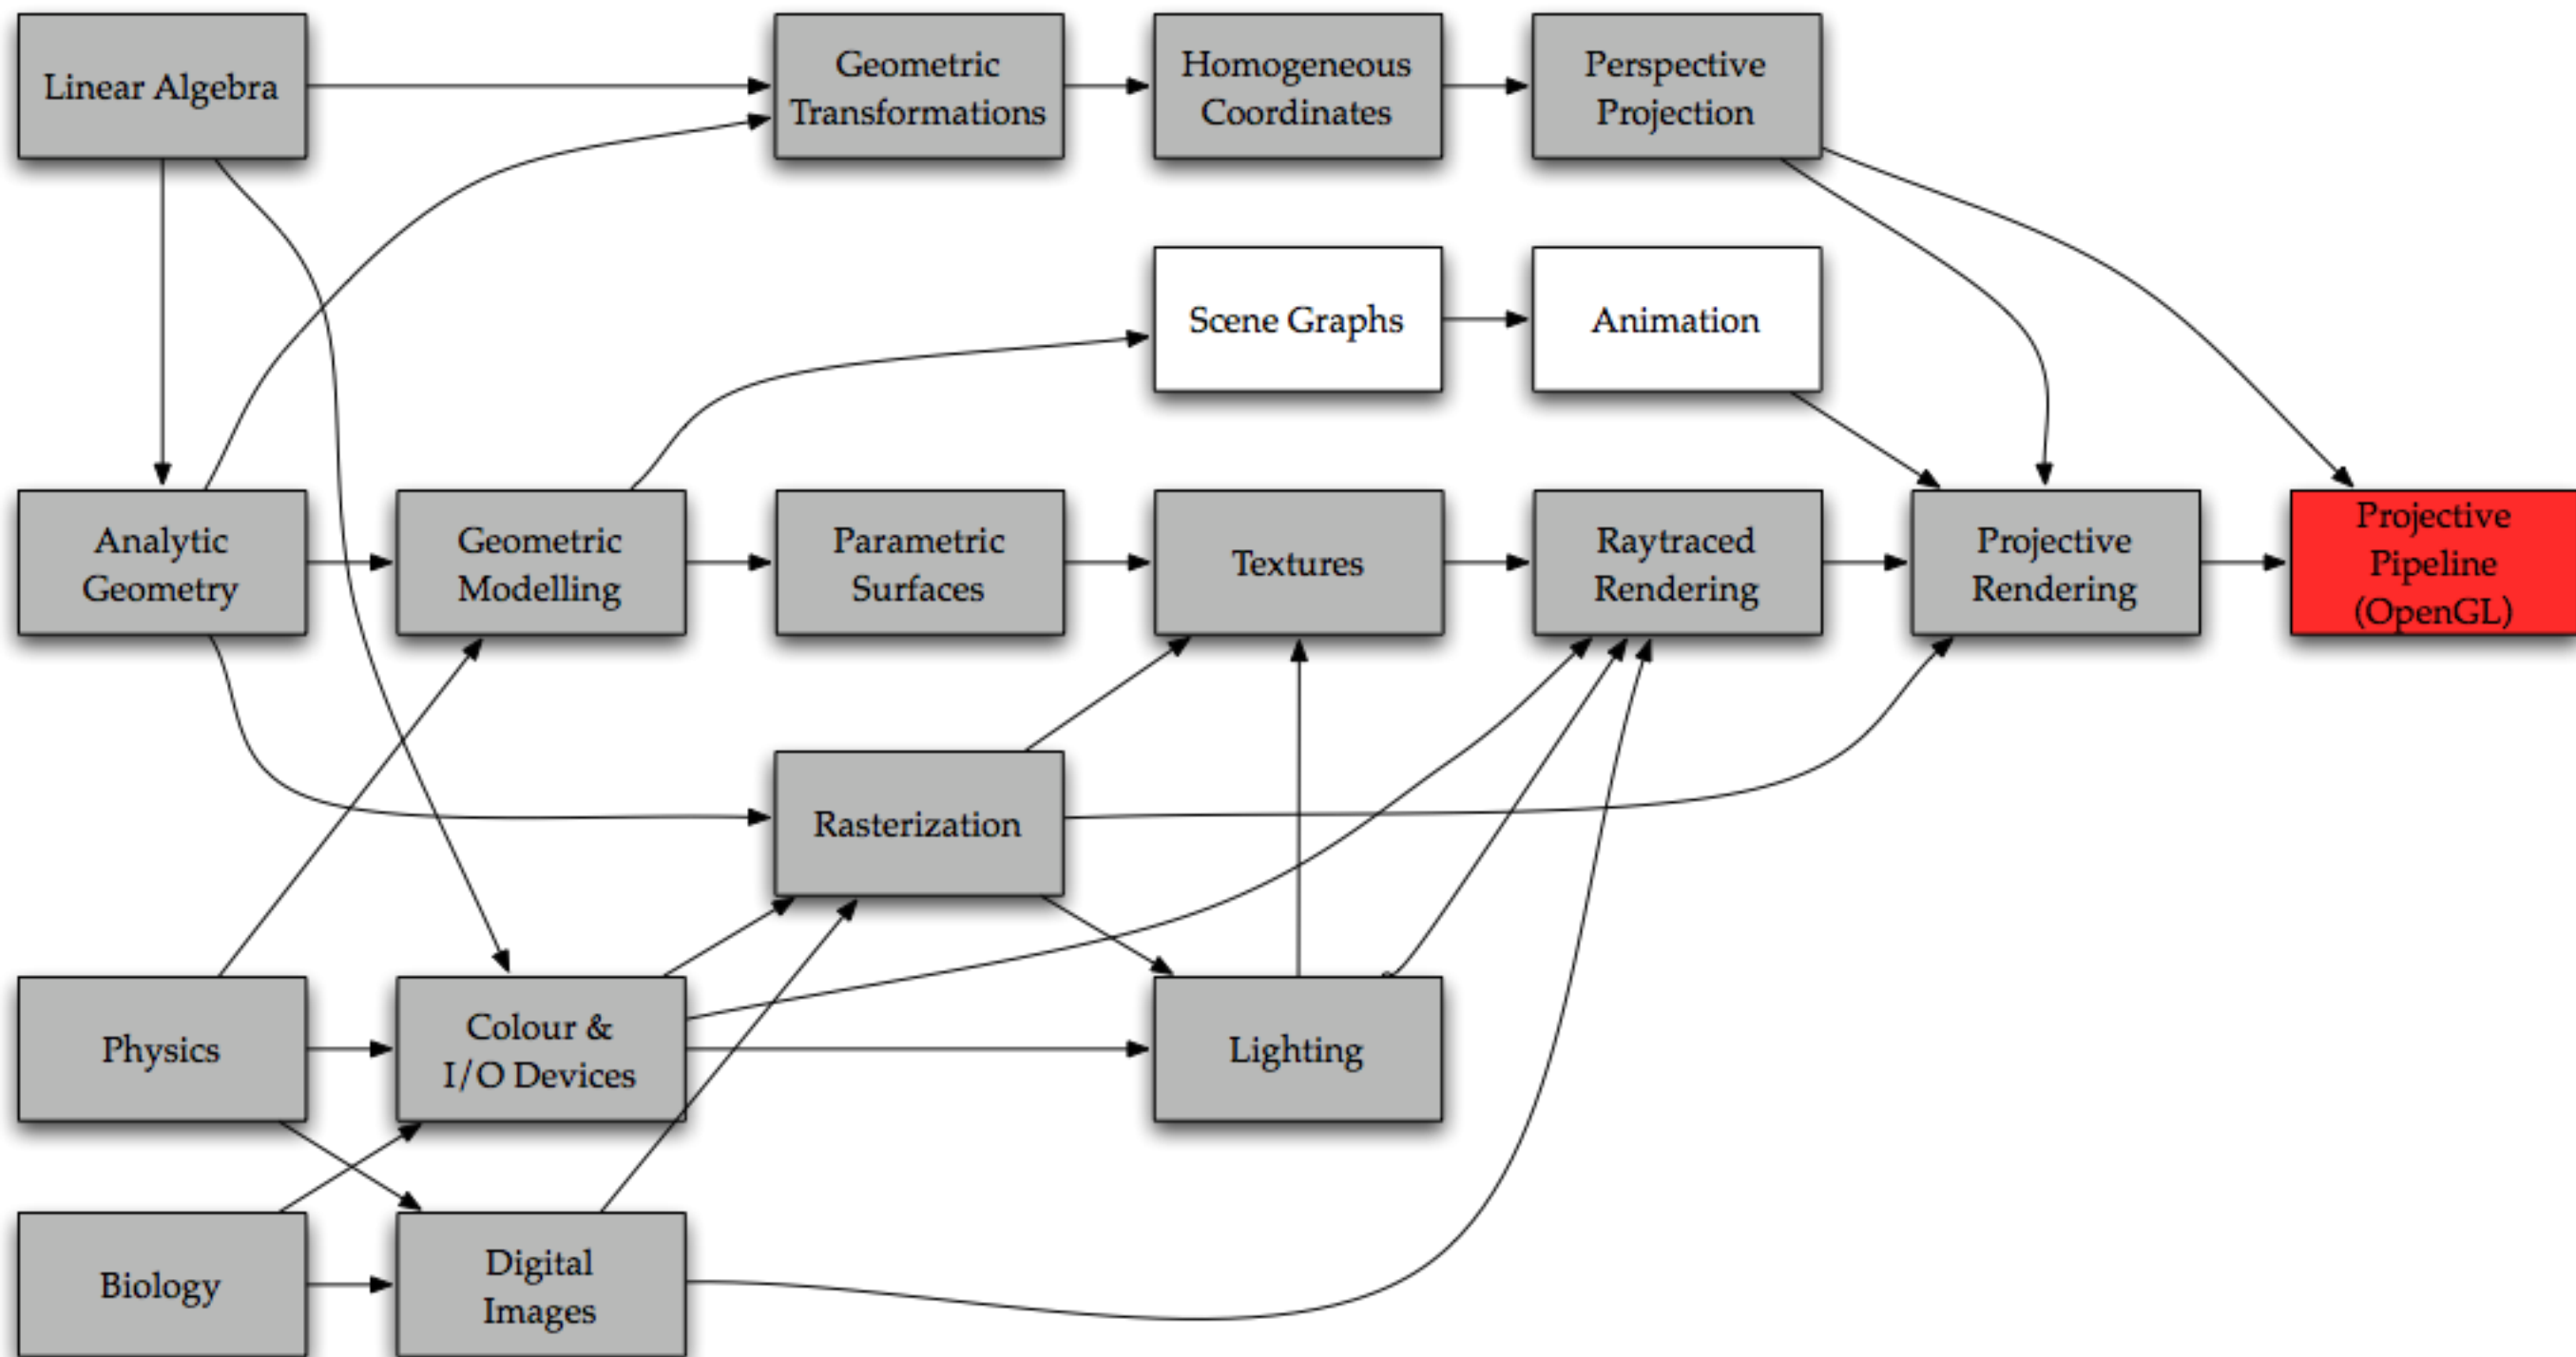 Linear Algebra
Geometric
Transformations
Homogeneous
Coordinates
Perspective
Projection
Scene Graphs
Animation
Analytic
Geometry
Geometric
Modelling
Parametric
Surfaces
Textures
Raytraced
Rendering
Projective
Rendering
Projective
Pipeline
(OpenGL)
Rasterization
Physics
Colour &
I/O Devices
Lighting
Biology
Digital
Images